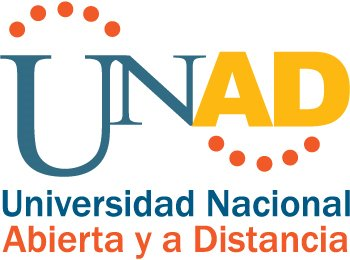 UNAD
Universidad Nacional
Abierta y a Distancia